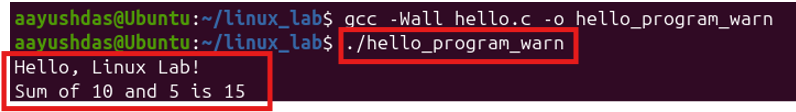 aayushdas@Ubuntu:~/linux_lab$ gcc -Wall hello.c -o hello_program_warn
aayushdas@Ubuntu:~/linux_lab$ ./hello_program_warn
Hello, Linux Lab!
Sum of 10 and 5 is 15